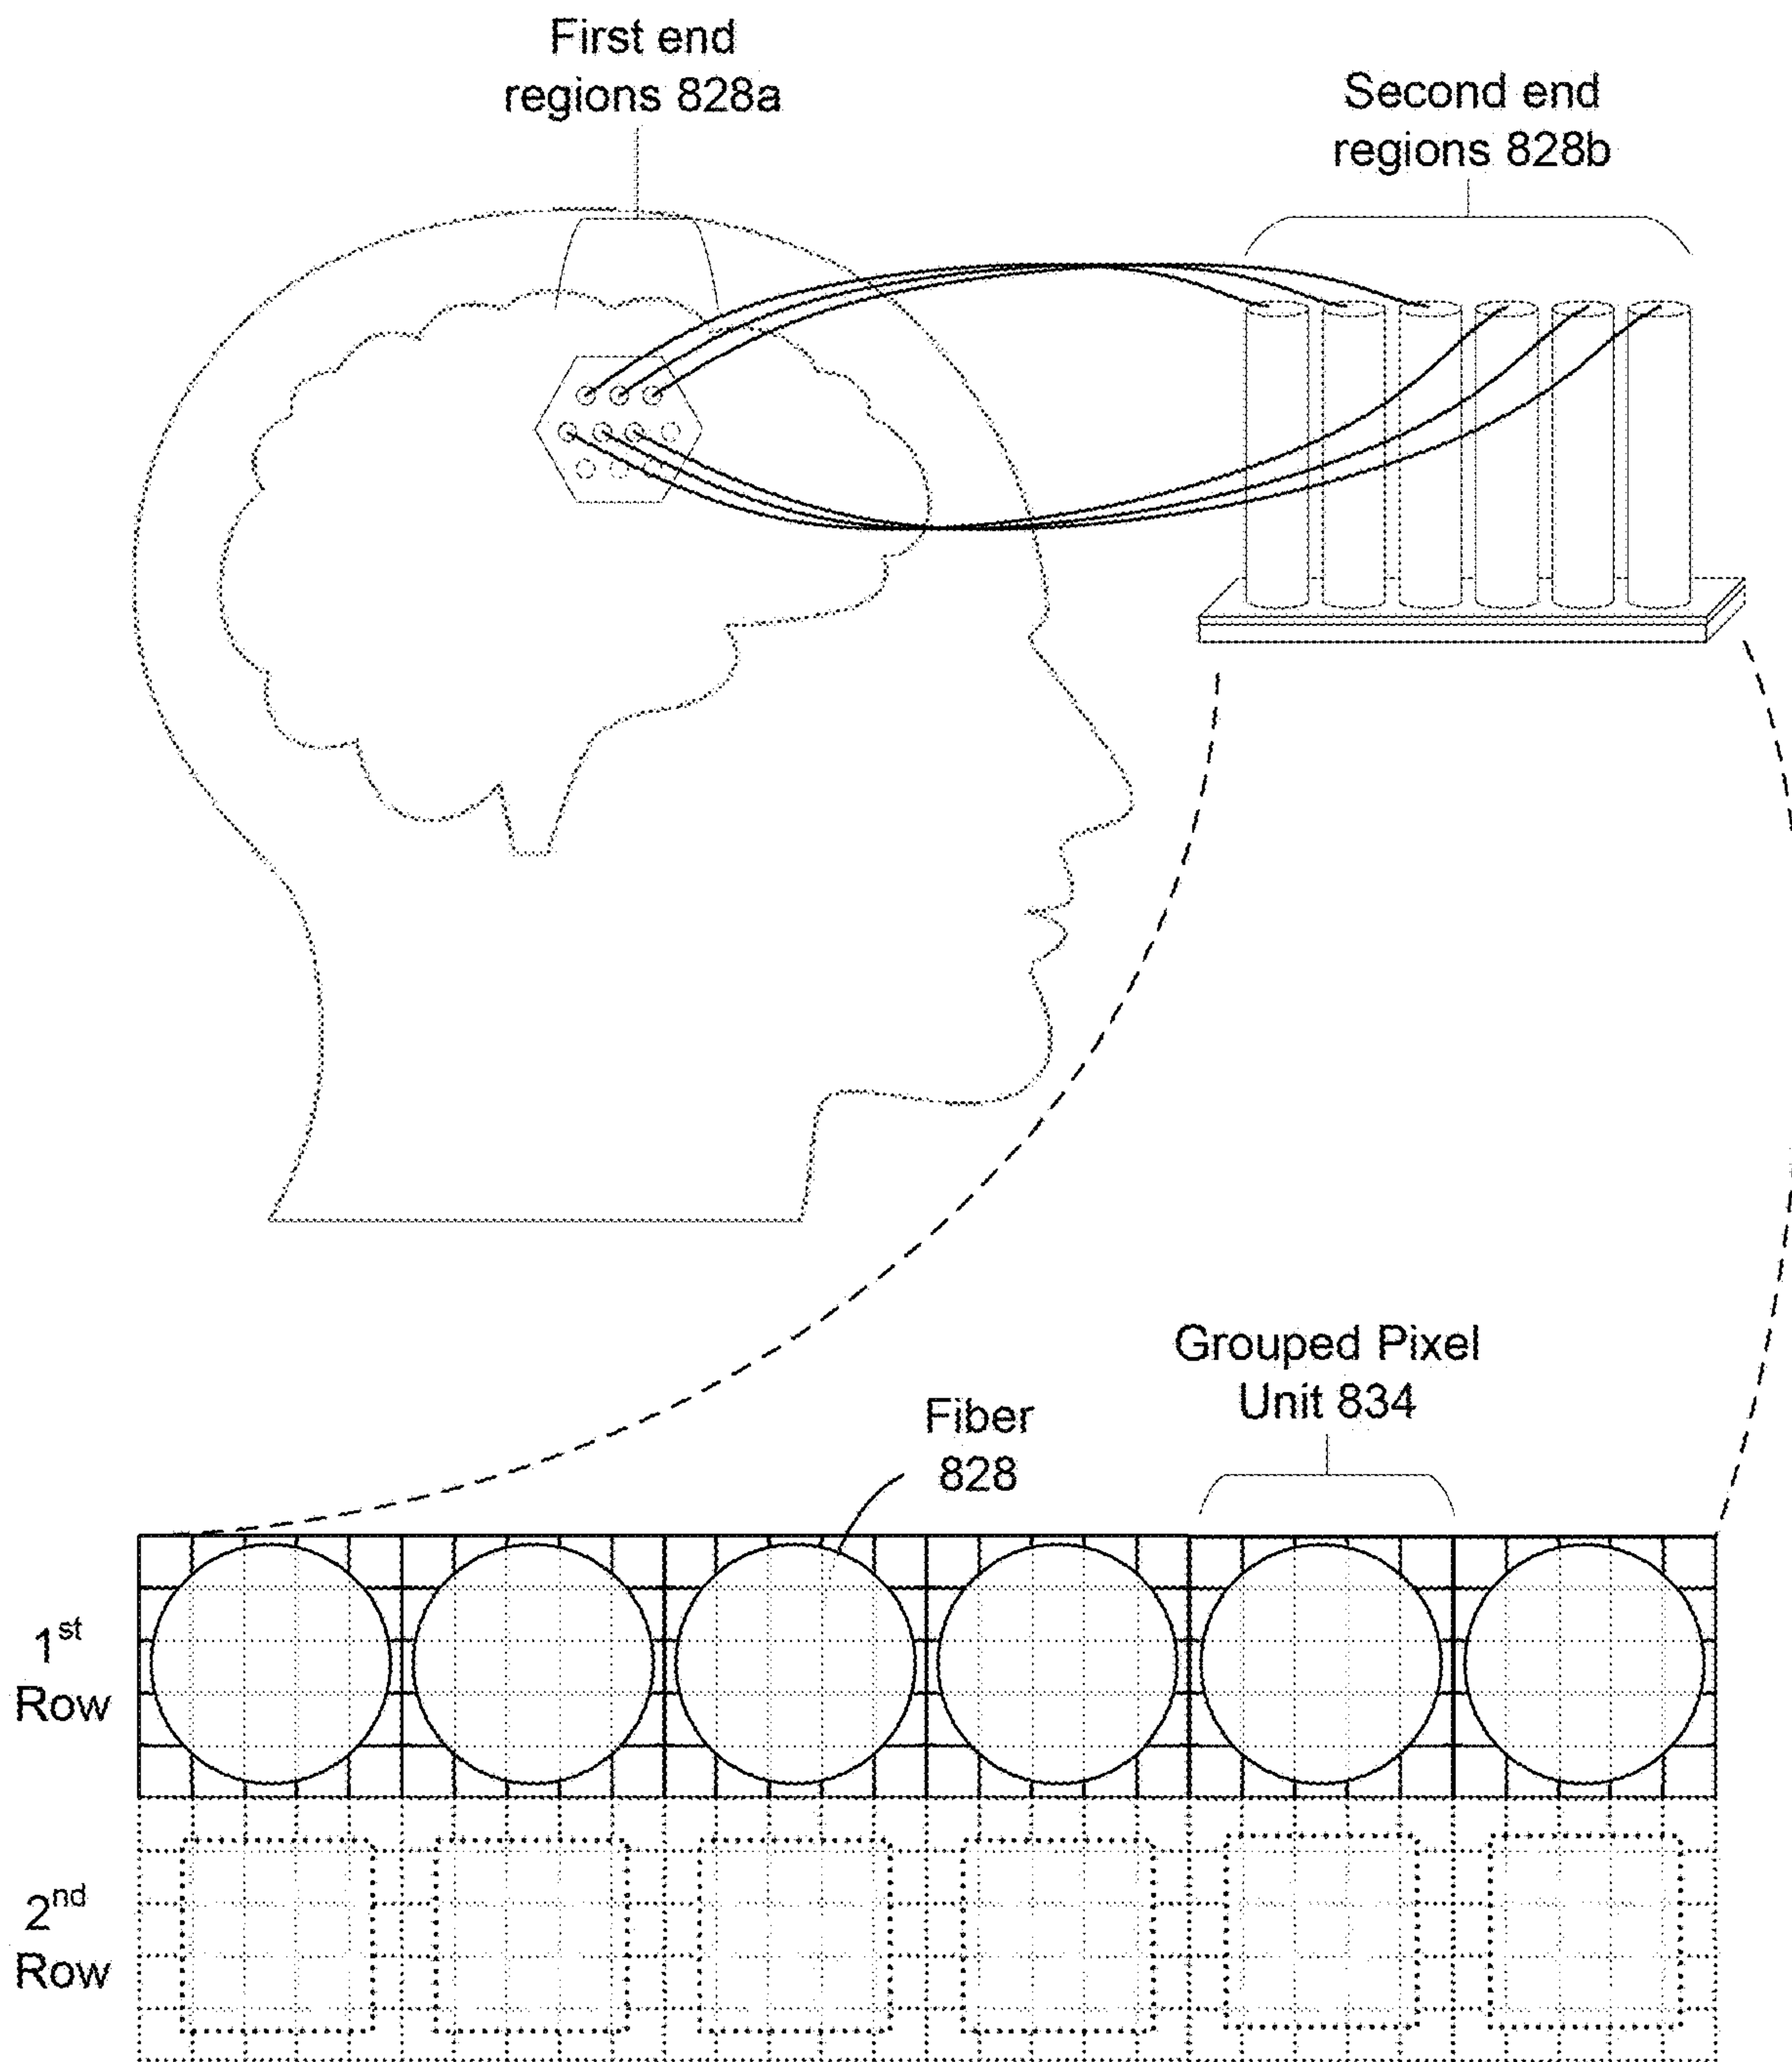 First end
regions 828a
Second end
regions 828b
Grouped Pixel
Unit 834
Fiber
828
1st
Row
2nd
Row